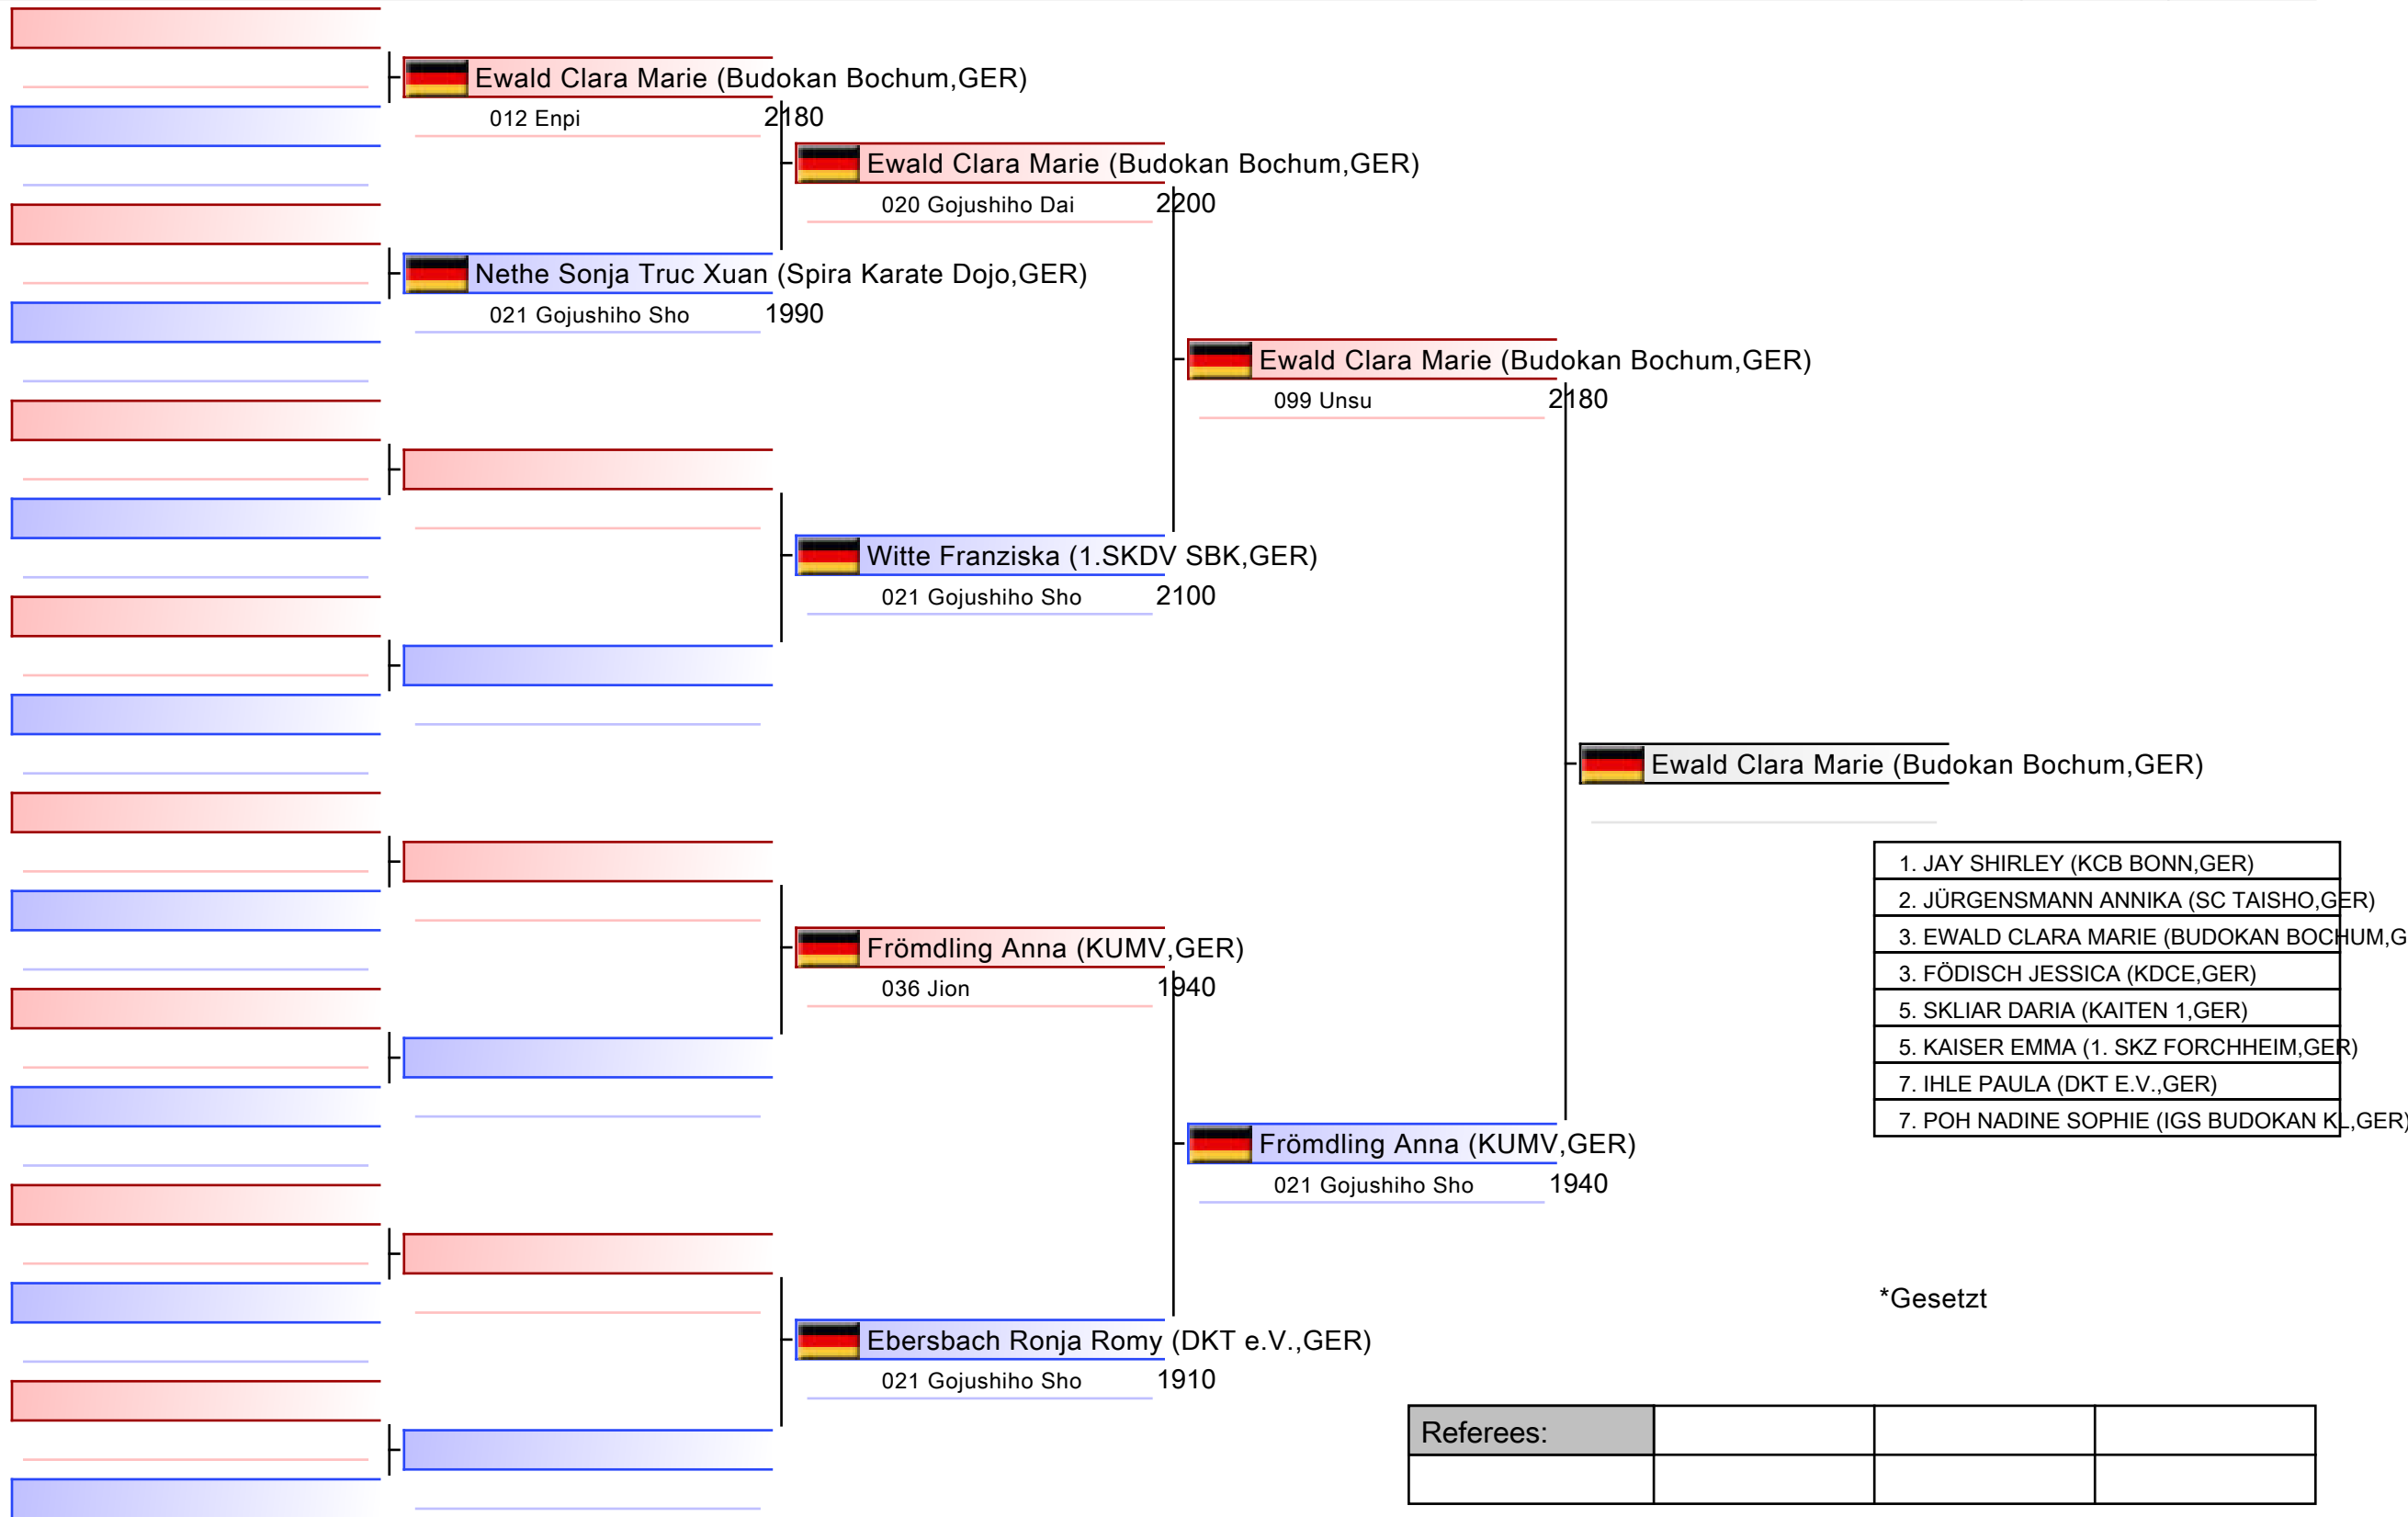 Ewald Clara Marie (Budokan Bochum,GER)
012 Enpi 2180
Ewald Clara Marie (Budokan Bochum,GER)
020 Gojushiho Dai 2200
Nethe Sonja Truc Xuan (Spira Karate Dojo,GER)
021 Gojushiho Sho 1990
Ewald Clara Marie (Budokan Bochum,GER)
099 Unsu 2180
Witte Franziska (1.SKDV SBK,GER)
021 Gojushiho Sho 2100
Ewald Clara Marie (Budokan Bochum,GER)
1. JAY SHIRLEY (KCB BONN,GER)
2. JÜRGENSMANN ANNIKA (SC TAISHO,GER)
3. EWALD CLARA MARIE (BUDOKAN BOCHUM,G
3. FÖDISCH JESSICA (KDCE,GER)
5. SKLIAR DARIA (KAITEN 1,GER)
5. KAISER EMMA (1. SKZ FORCHHEIM,GER)
7. IHLE PAULA (DKT E.V.,GER)
7. POH NADINE SOPHIE (IGS BUDOKAN KL,GER)
Frömdling Anna (KUMV,GER)
036 Jion 1940
Frömdling Anna (KUMV,GER)
021 Gojushiho Sho 1940
*Gesetzt
Ebersbach Ronja Romy (DKT e.V.,GER)
021 Gojushiho Sho 1910
Referees: